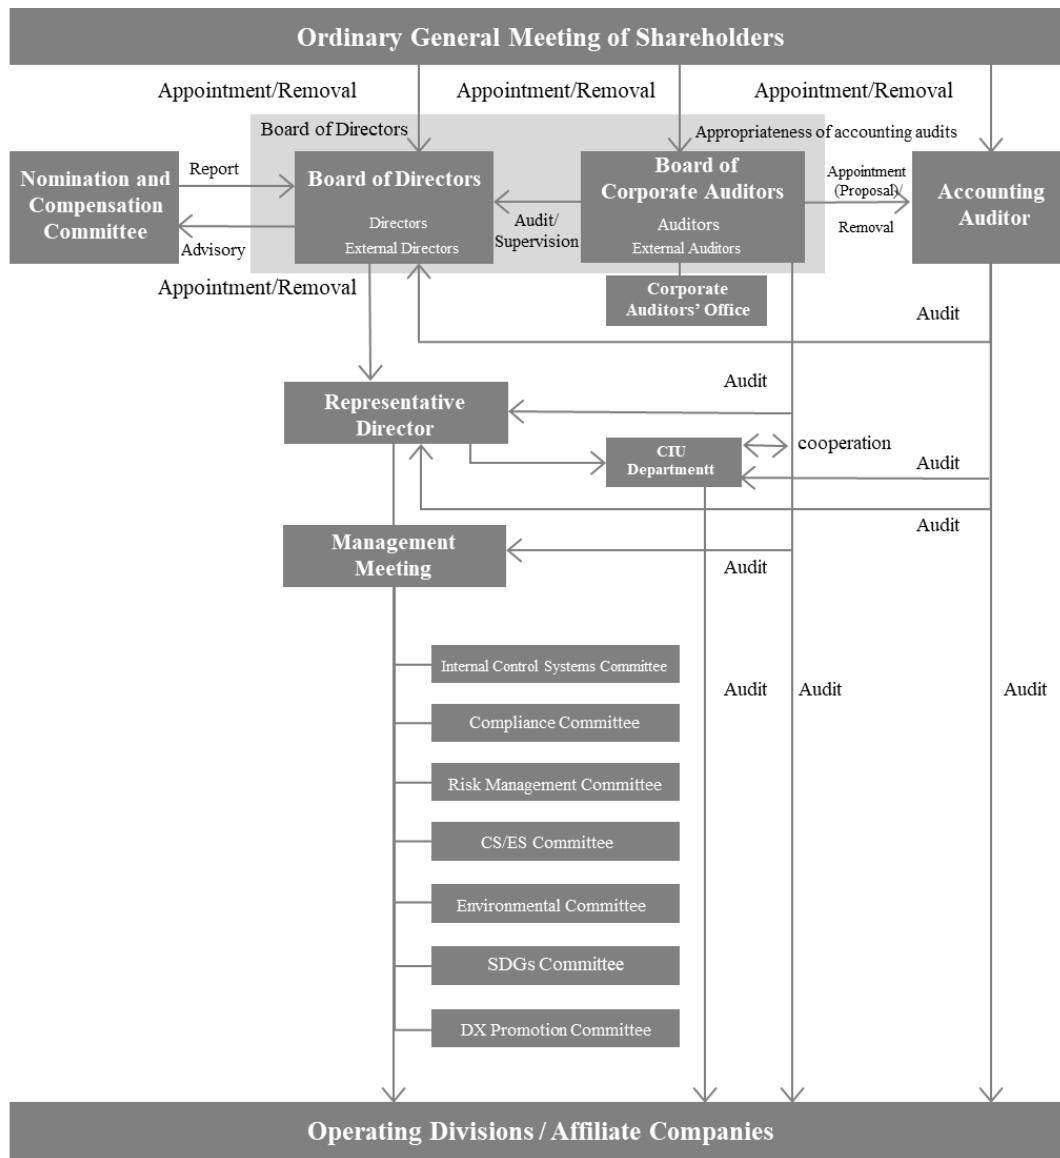 Ordinary General Meeting of Shareholders
Appointment/Removal
Appointment/Removal
Appointment/Removal
Board of Directors
Appropriateness of accounting audits
Nomination and
Compensation
Committee
Report
Advisory
Board of Directors
Directors
External Directors
Audit/
Supervision
Board of
Corporate Auditors
Auditors
External Auditors
Appointment
(Proposal)/
Removal
Accounting
Auditor
Appointment/Removal
Corporate
Auditors’ Office
Audit
Representative
Director
Audit
CIU
Departmentt
cooperation
Audit
Audit
Management
Meeting
Audit
Internal Control Systems Committee
Audit
Audit
Audit
Compliance Committee
Risk Management Committee
CS/ES Committee
Environmental Committee
SDGs Committee
DX Promotion Committee
Operating Divisions / Affiliate Companies